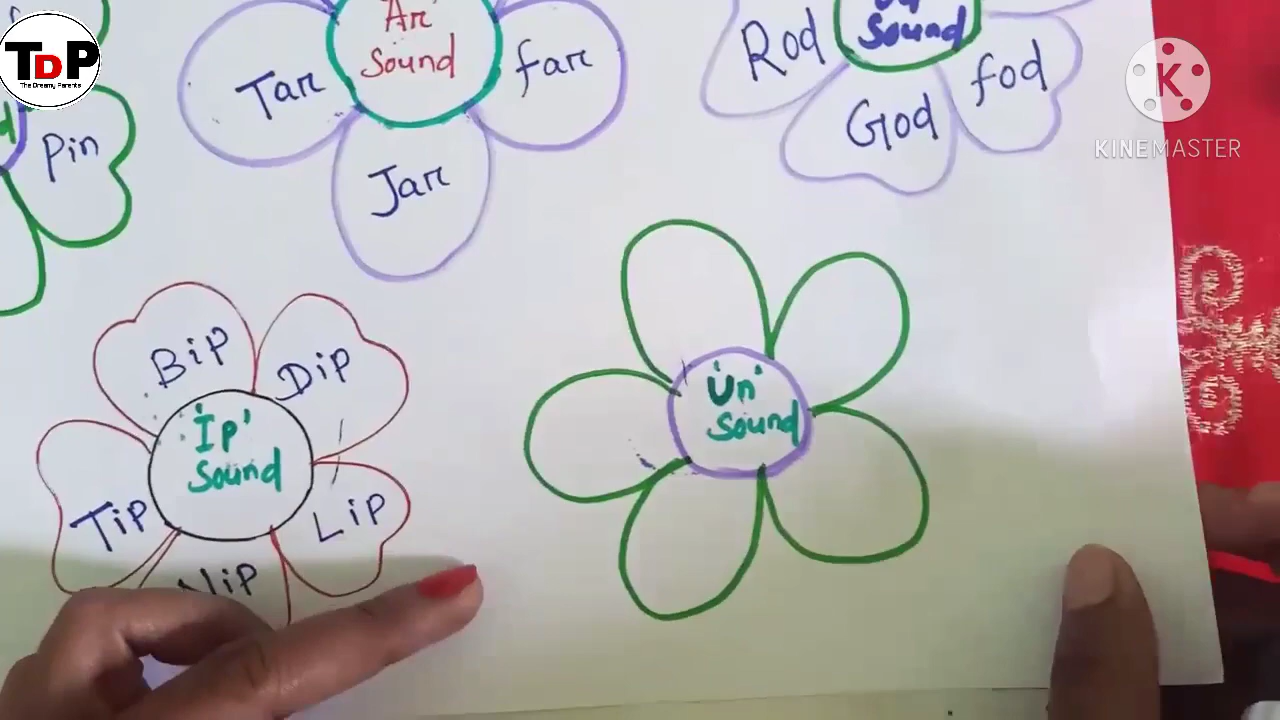 TDP
The Dreamy Parents
Pin
'Ar'
Sound
Tar
far
Jar
Sound
Rod
God
fod
K
KINEMASTER
'Ip'
Sound
Bip
Dip
Tip
Lip
Nip
'Un'
Sound